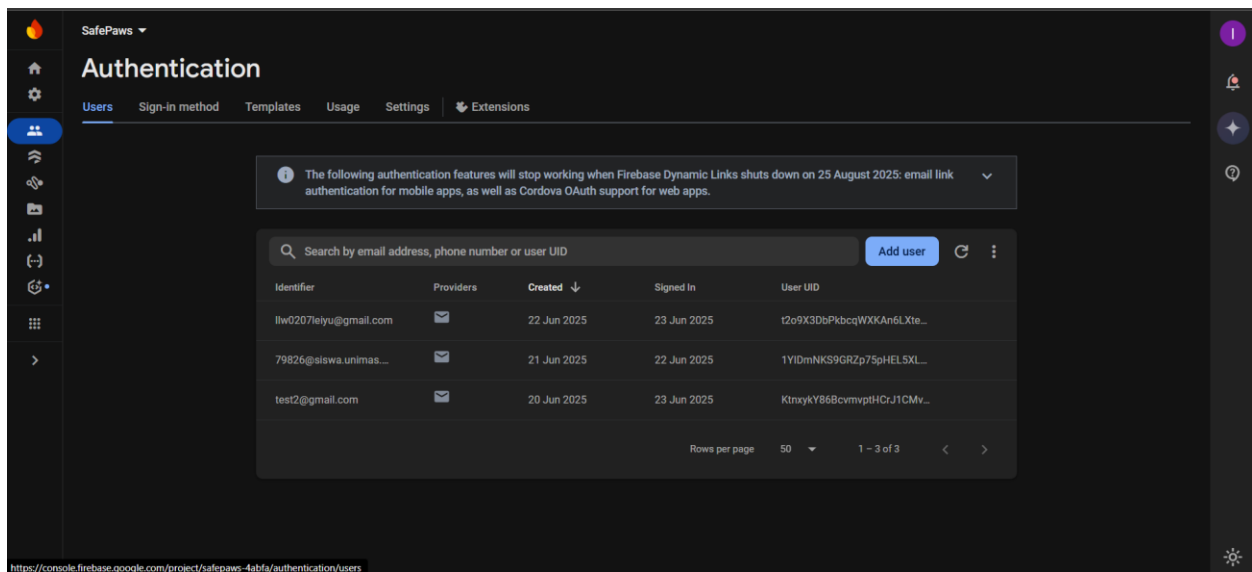 SafePaws
I
Authentication
Users Sign-in method Templates Usage Settings Extensions
The following authentication features will stop working when Firebase Dynamic Links shuts down on 25 August 2025: email link
authentication for mobile apps, as well as Cordova OAuth support for web apps.
Search by email address, phone number or user UID Add user
Identifier Providers Created Signed In User UID
llw0207leiyu@gmail.com 22 Jun 2025 23 Jun 2025 t2o9X3DbPkbcqWXKAn6LXte...
79826@siswa.unimas.... 21 Jun 2025 22 Jun 2025 1YlDmNKS9GRZp75pHEL5XL...
test2@gmail.com 20 Jun 2025 23 Jun 2025 KtnxykY86BcvmvptHCrJ1CMv...
Rows per page 50 1 – 3 of 3
https://console.firebase.google.com/project/safepaws-4abfa/authentication/users